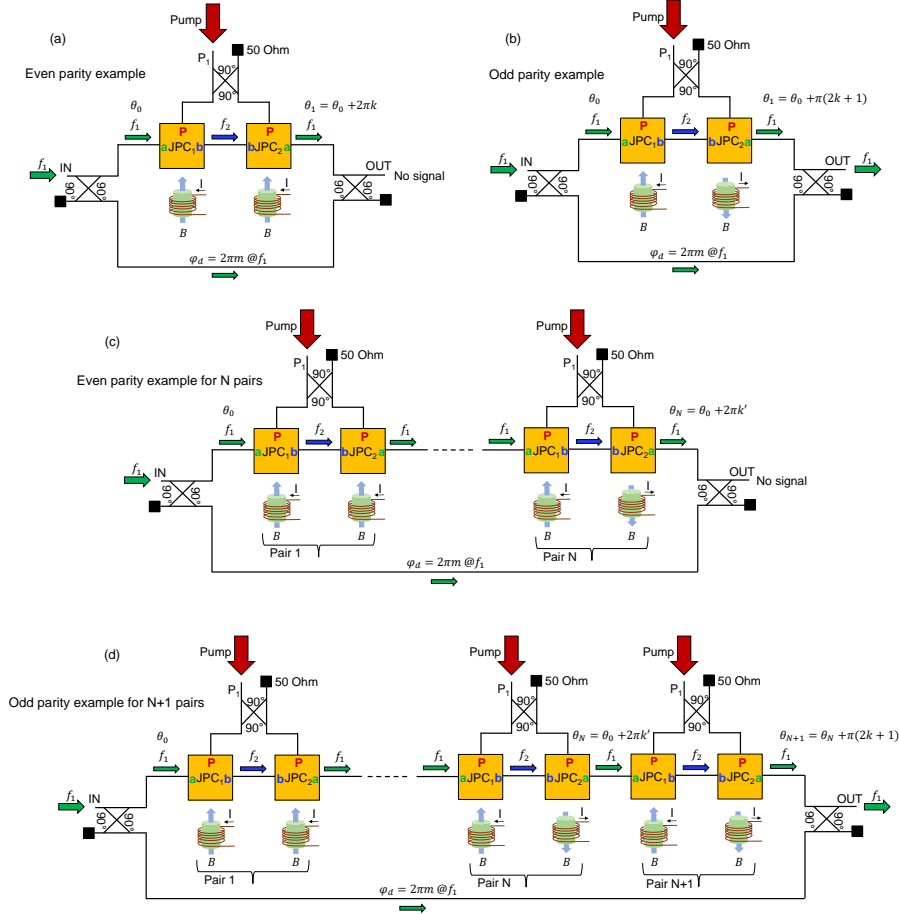 (a)
Even parity example
Pump
P1
50 Ohm
90°
90°
θ0
θ1 = θ0 +2πk
f1
f2
f1
P
aJPC1b
P
bJPC2a
f1
IN
90°
90°
OUT
90°
90°
No signal
I
I
B
B
φd = 2πm @f1
(b)
Odd parity example
Pump
P1
50 Ohm
90°
90°
θ0
θ1 = θ0 +π(2k + 1)
f1
f2
f1
P
aJPC1b
P
bJPC2a
f1
IN
90°
90°
OUT
90°
90°
f1
I
I
B
B
φd = 2πm @f1
(c)
Even parity example for N pairs
Pump
P1
50 Ohm
90°
90°
Pump
P1
50 Ohm
90°
90°
θ0
θN = θ0 +2πk′
f1
f2
f1
f1
f2
f1
P
aJPC1b
P
bJPC2a
P
aJPC1b
P
bJPC2a
f1
IN
90°
90°
OUT
90°
90°
No signal
I
I
I
I
B
B
B
B
Pair 1
Pair N
φd = 2πm @f1
(d)
Odd parity example for N+1 pairs
Pump
P1
50 Ohm
90°
90°
Pump
P1
50 Ohm
90°
90°
Pump
P1
50 Ohm
90°
90°
θ0
θN = θ0 +2πk′
θN+1 = θN +π(2k + 1)
f1
f2
f1
f1
f2
f1
f2
f1
P
aJPC1b
P
bJPC2a
P
aJPC1b
P
bJPC2a
P
aJPC1b
P
bJPC2a
f1
IN
90°
90°
OUT
90°
90°
f1
I
I
I
I
I
I
B
B
B
B
B
B
Pair 1
Pair N
Pair N+1
φd = 2πm @f1